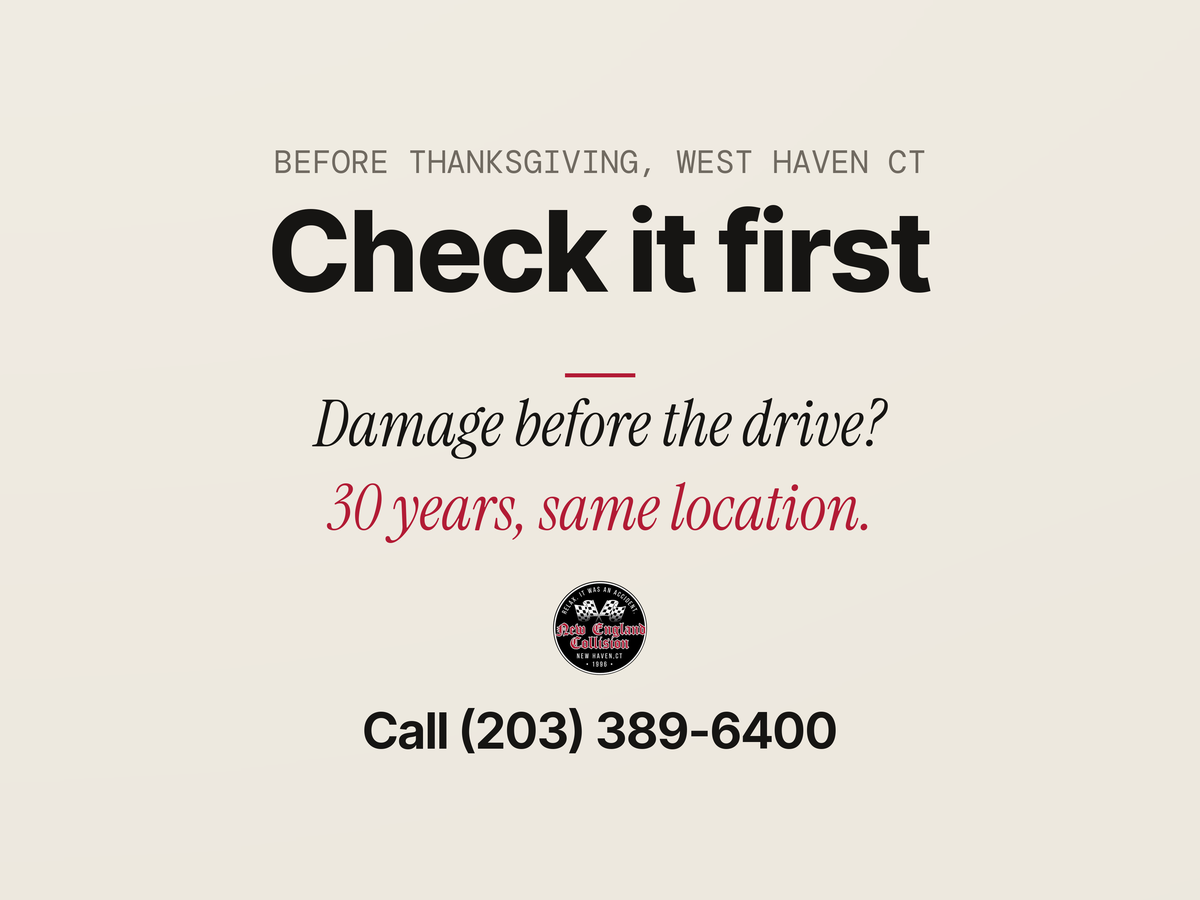 BEFORE THANKSGIVING, WEST HAVEN CT
Check it first
Damage before the drive?
30 years, same location.
RELAX, IT WAS AN ACCIDENT.
New England
Collision
NEW HAVEN, CT
• 1996 •
Call (203) 389-6400